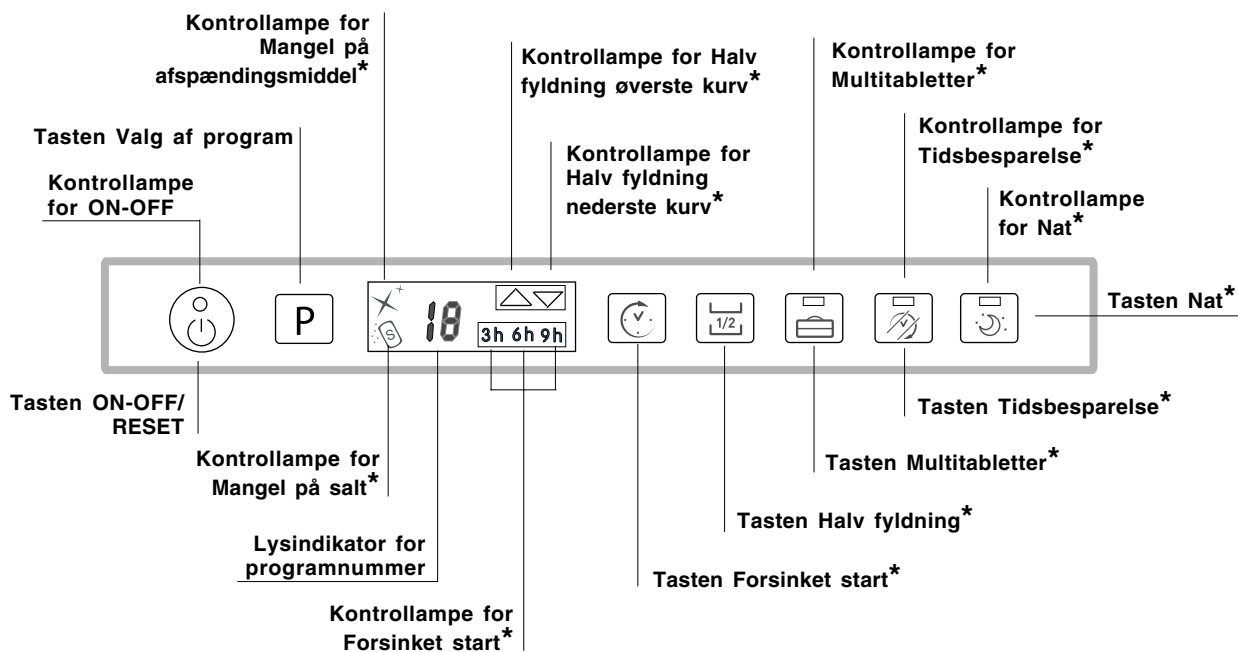 Kontrollampe for
Mangel på
afspændingsmiddel*
Kontrollampe for Halv
fyldning øverste kurv*
Kontrollampe for
Multitabletter*
Tasten Valg af program
Kontrollampe for
Tidsbesparelse*
Kontrollampe for
Halv fyldning
nederste kurv*
Kontrollampe
for ON-OFF
Kontrollampe
for Nat*
Tasten Nat*
P
18
S
3h 6h 9h
1/2
Tasten ON-OFF/
RESET
Tasten Tidsbesparelse*
Kontrollampe for
Mangel på salt*
Tasten Multitabletter*
Tasten Halv fyldning*
Lysindikator for
programnummer
Tasten Forsinket start*
Kontrollampe for
Forsinket start*